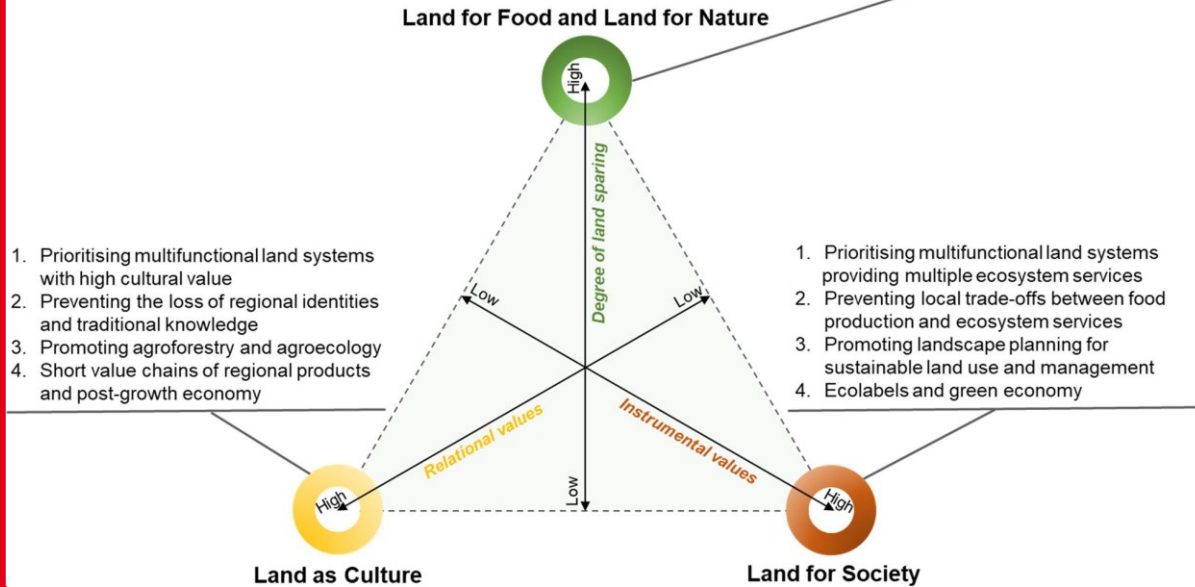 Land for Food and Land for Nature
High
Degree of land sparing
1. Prioritising multifunctional land systems
with high cultural value
2. Preventing the loss of regional identities
and traditional knowledge
3. Promoting agroforestry and agroecology
4. Short value chains of regional products
and post-growth economy
Low
Low
1. Prioritising multifunctional land systems
providing multiple ecosystem services
2. Preventing local trade-offs between food
production and ecosystem services
3. Promoting landscape planning for
sustainable land use and management
4. Ecolabels and green economy
Relational values
Instrumental values
High
Low
High
Land as Culture
Land for Society